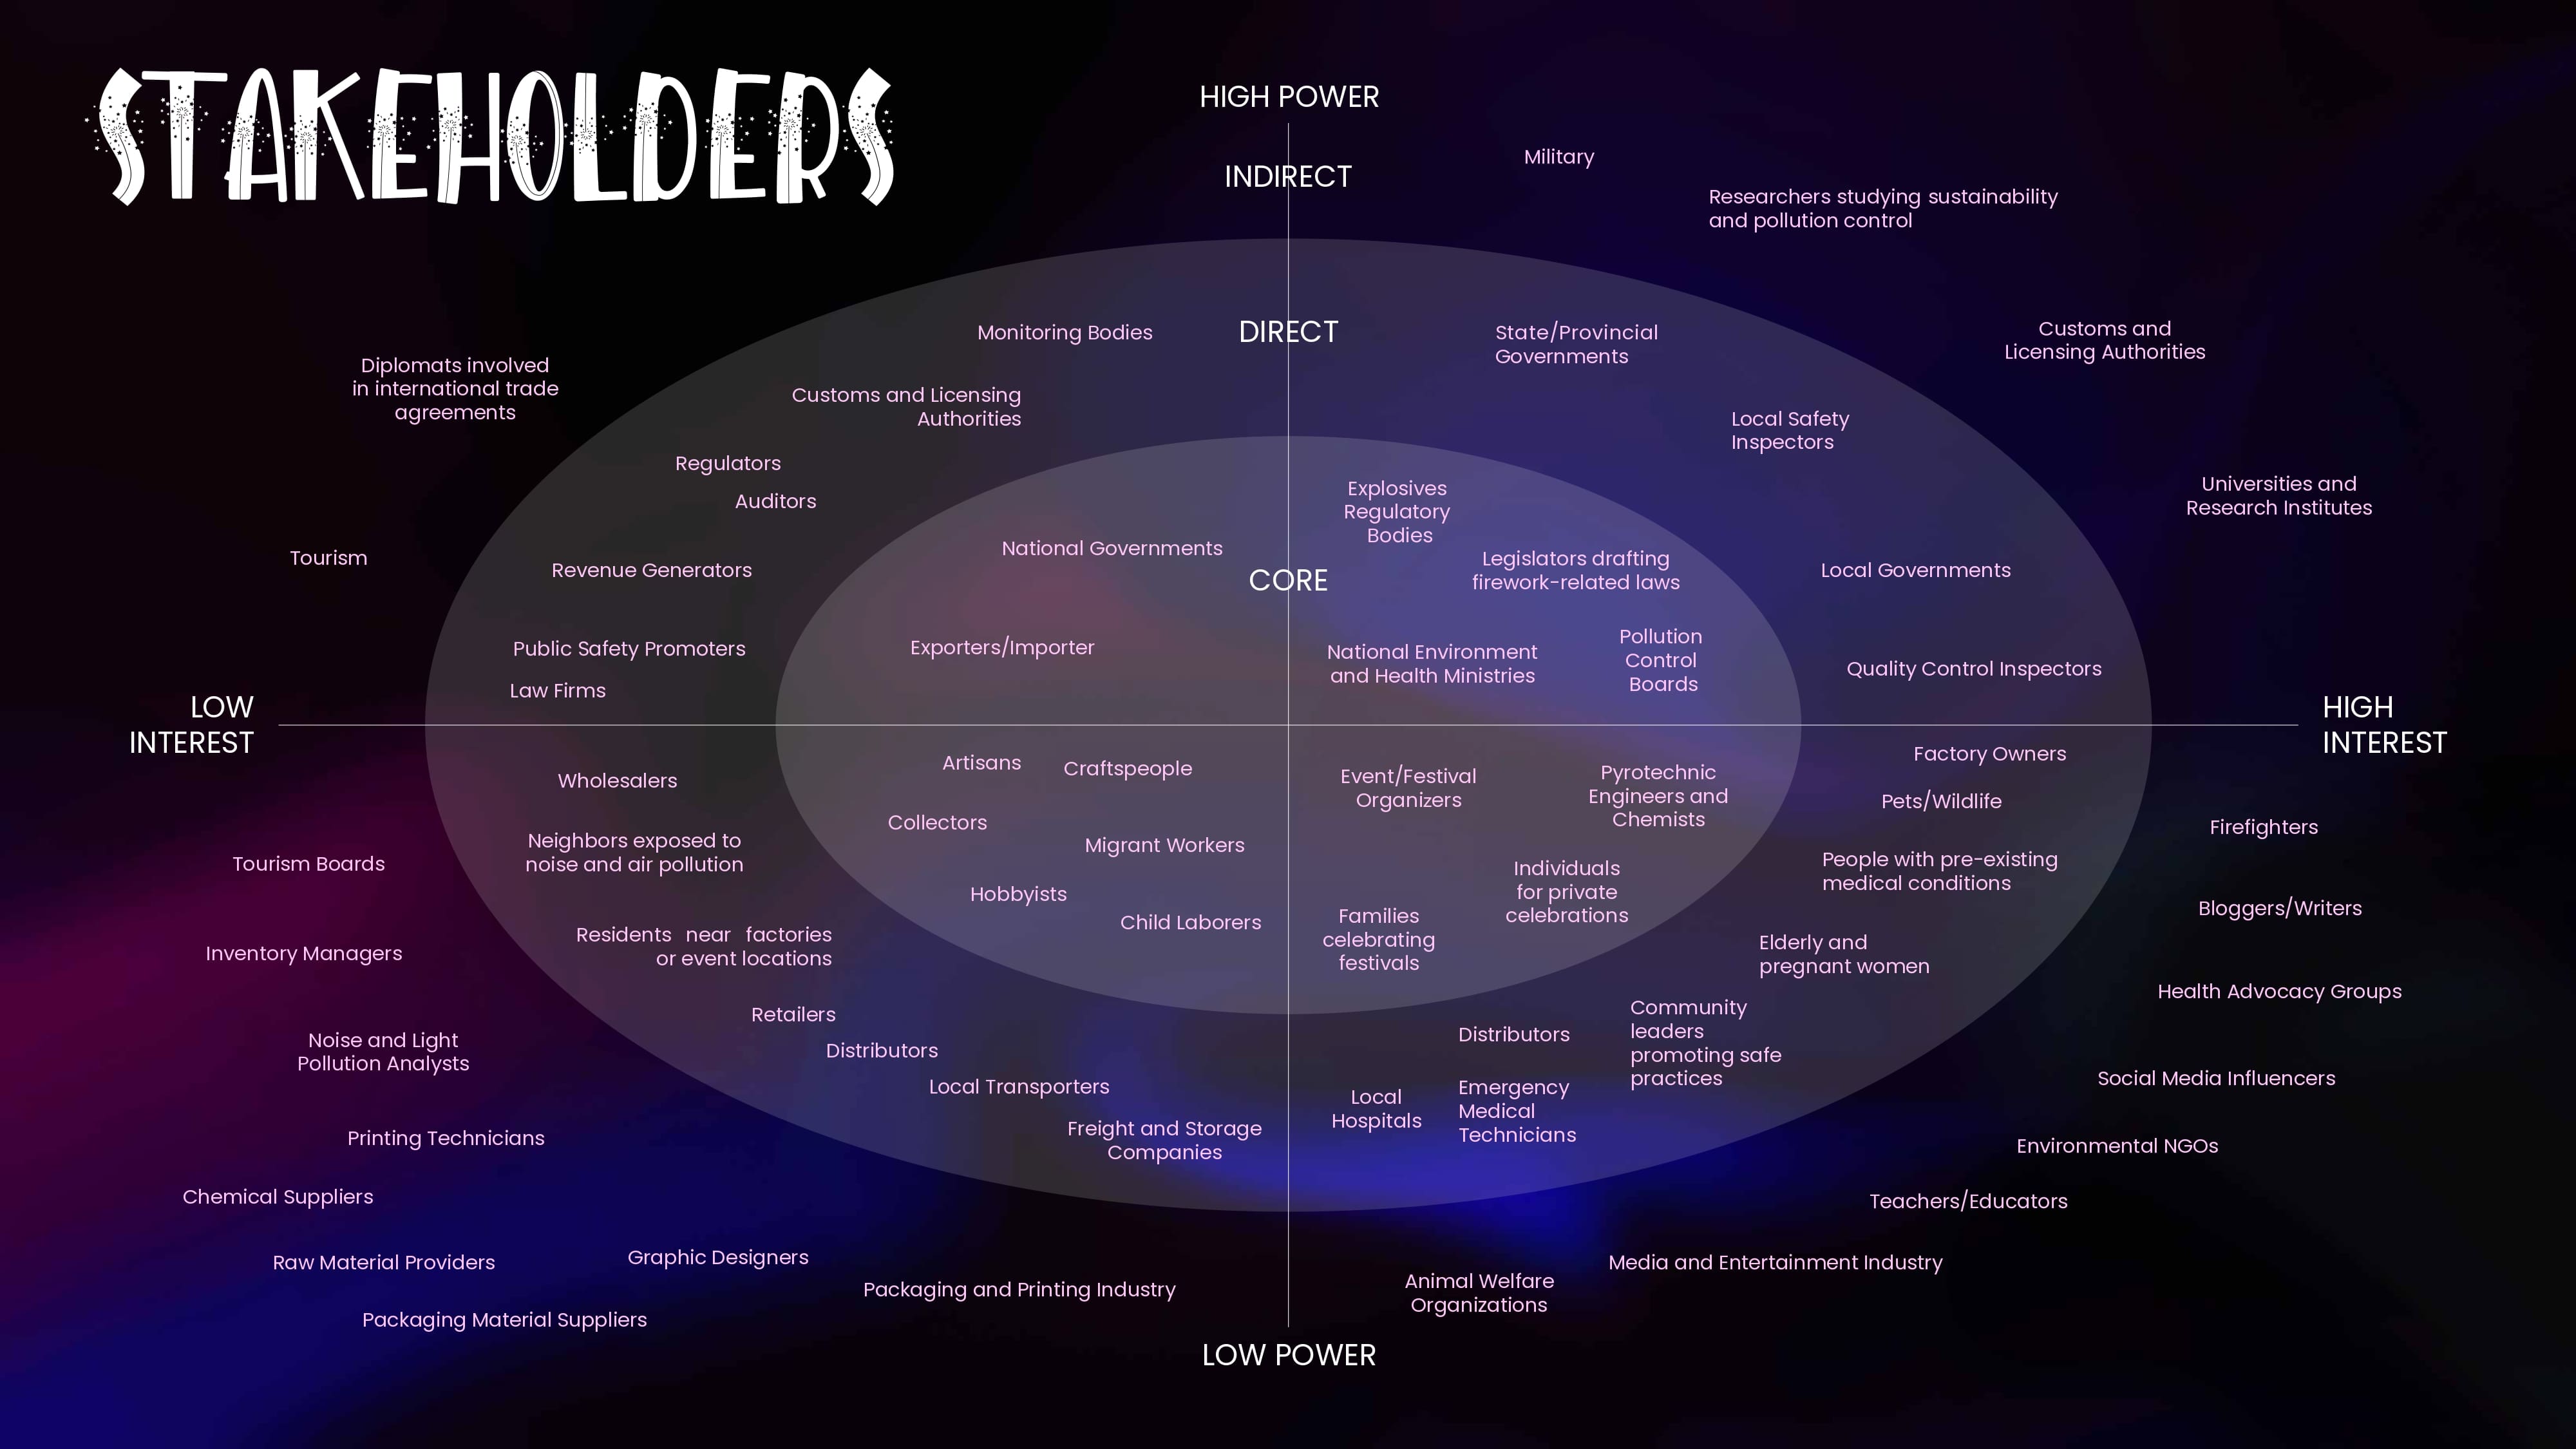 STAKEHOLDERS
HIGH POWER
INDIRECT
Military
Researchers studying sustainability
and pollution control
DIRECT
Monitoring Bodies
State/Provincial
Governments
Customs and
Licensing Authorities
Diplomats involved
in international trade
agreements
Customs and Licensing
Authorities
Local Safety
Inspectors
Regulators
Auditors
Explosives
Regulatory
Bodies
Universities and
Research Institutes
Tourism
Revenue Generators
National Governments
CORE
Legislators drafting
firework-related laws
Local Governments
Public Safety Promoters
Law Firms
Exporters/Importer
National Environment
and Health Ministries
Pollution
Control
Boards
Quality Control Inspectors
LOW
INTEREST
HIGH
INTEREST
Wholesalers
Artisans
Craftspeople
Event/Festival
Organizers
Pyrotechnic
Engineers and
Chemists
Factory Owners
Pets/Wildlife
Firefighters
Collectors
Migrant Workers
Neighbors exposed to
noise and air pollution
Tourism Boards
Individuals
for private
celebrations
People with pre-existing
medical conditions
Hobbyists
Child Laborers
Families
celebrating
festivals
Bloggers/Writers
Inventory Managers
Residents near factories
or event locations
Elderly and
pregnant women
Health Advocacy Groups
Retailers
Distributors
Noise and Light
Pollution Analysts
Distributors
Community
leaders
promoting safe
practices
Local Transporters
Social Media Influencers
Local
Hospitals
Emergency
Medical
Technicians
Freight and Storage
Companies
Printing Technicians
Environmental NGOs
Chemical Suppliers
Teachers/Educators
Raw Material Providers
Graphic Designers
Media and Entertainment Industry
Packaging and Printing Industry
Animal Welfare
Organizations
Packaging Material Suppliers
LOW POWER